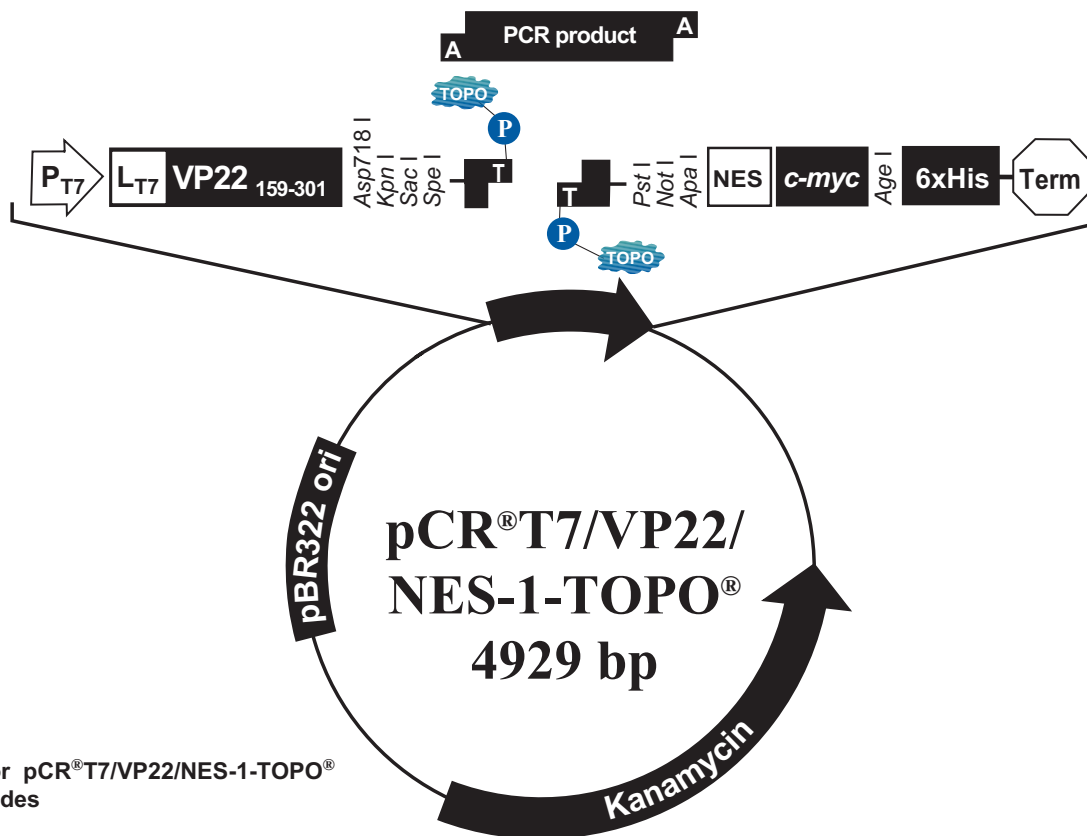 PCR product
A
A
TOPO
P
T
PT7
LT7
VP22 159-301
Asp718 I
Kpn I
Sac I
Spe I
T
P
TOPO
Pst I
Not I
Apa I
NES
c-myc
Age I
6xHis
Term
pBR322 ori
pCR®T7/VP22/
NES-1-TOPO®
4929 bp
Kanamycin
pCR®T7/VP22/NES-1-TOPO®